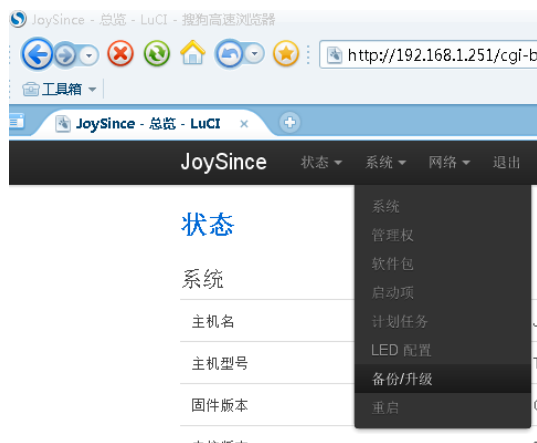 JoySince - 总览 - LuCI - 搜狗高速浏览器
http://192.168.1.251/cgi-b
工具箱
JoySince - 总览 - LuCI ×
JoySince 状态 系统 网络 退出
状态
系统
管理权
软件包
启动项
计划任务
LED 配置
备份/升级
重启
系统
主机名
主机型号
固件版本